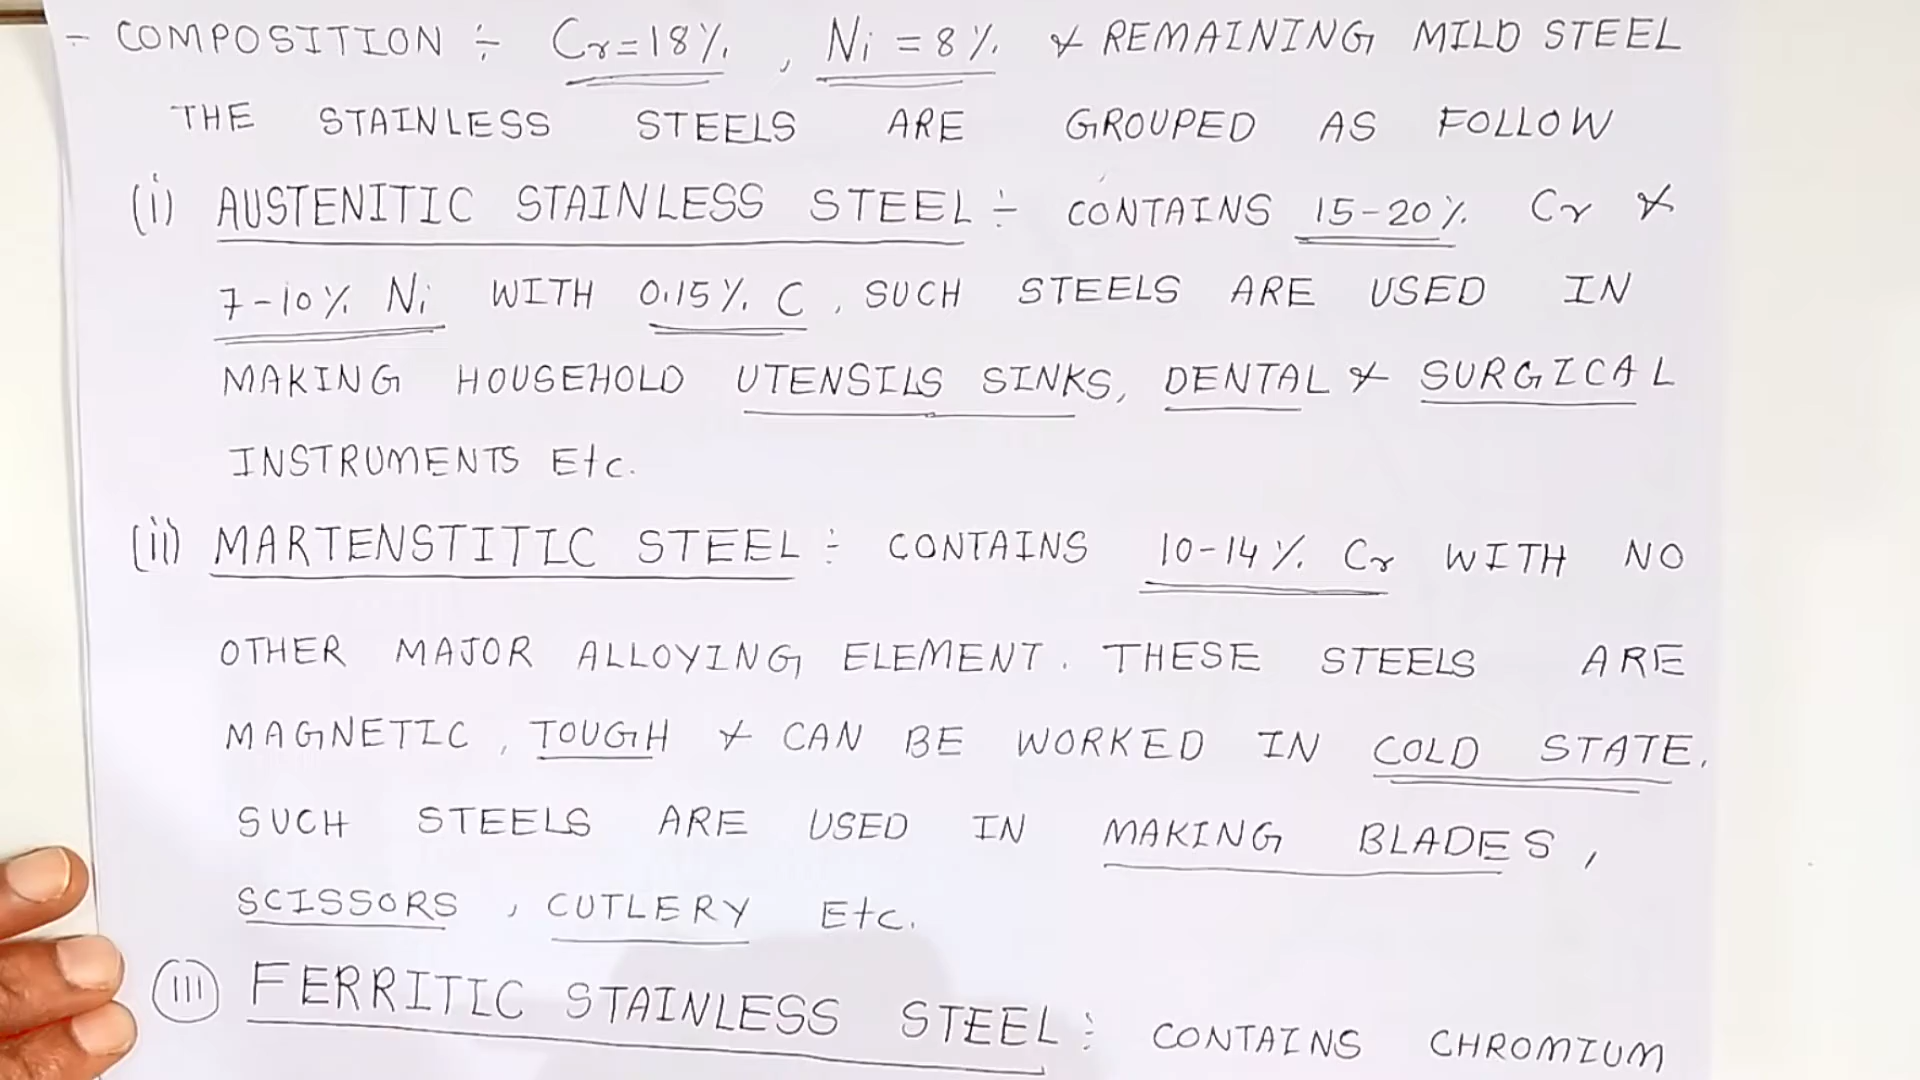 - COMPOSITION ÷ Cr=18%, Ni = 8% & REMAINING MILD STEEL
THE STAINLESS STEELS ARE GROUPED AS FOLLOW
(i) AUSTENITIC STAINLESS STEEL ÷ CONTAINS 15-20% Cr &
7-10% Ni WITH 0.15% C, SUCH STEELS ARE USED IN
MAKING HOUSEHOLD UTENSILS SINKS, DENTAL & SURGICAL
INSTRUMENTS Etc.
(ii) MARTENSTITIC STEEL ÷ CONTAINS 10-14% Cr WITH NO
OTHER MAJOR ALLOYING ELEMENT. THESE STEELS ARE
MAGNETIC, TOUGH & CAN BE WORKED IN COLD STATE.
SUCH STEELS ARE USED IN MAKING BLADES,
SCISSORS, CUTLERY Etc.
(III) FERRITIC STAINLESS STEEL ÷ CONTAINS CHROMIUM